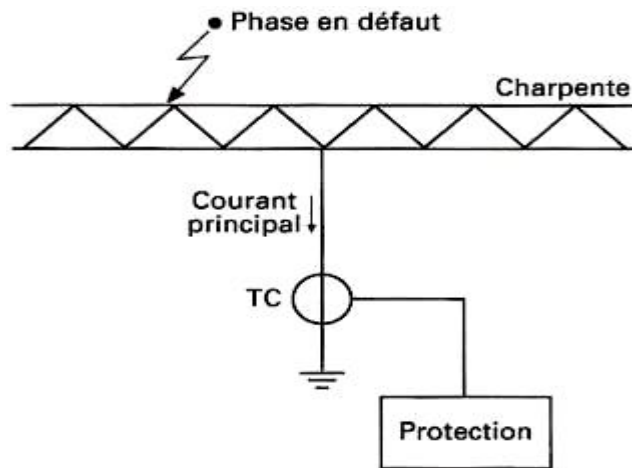 Phase en défaut
Charpente
Courant
principal
TC
Protection